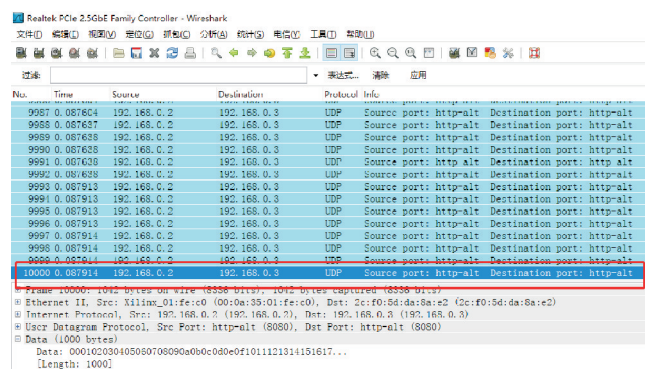 Realtek PCIe 2.5GbE Family Controller - Wireshark
文件(F) 编辑(E) 视图(V) 定位(G) 抓包(C) 分析(A) 统计(S) 电信(Y) 工具(T) 帮助(H)
过滤: 表达式... 清除 应用
No. Time Source Destination Protocol Info
9987 0.087604 192.168.0.2 192.168.0.3 UDP Source port: http-alt Destination port: http-alt
9988 0.087637 192.168.0.2 192.168.0.3 UDP Source port: http-alt Destination port: http-alt
9989 0.087638 192.168.0.2 192.168.0.3 UDP Source port: http-alt Destination port: http-alt
9990 0.087638 192.168.0.2 192.168.0.3 UDP Source port: http-alt Destination port: http-alt
9991 0.087638 192.168.0.2 192.168.0.3 UDP Source port: http-alt Destination port: http-alt
9992 0.087638 192.168.0.2 192.168.0.3 UDP Source port: http-alt Destination port: http-alt
9993 0.087913 192.168.0.2 192.168.0.3 UDP Source port: http-alt Destination port: http-alt
9994 0.087913 192.168.0.2 192.168.0.3 UDP Source port: http-alt Destination port: http-alt
9995 0.087913 192.168.0.2 192.168.0.3 UDP Source port: http-alt Destination port: http-alt
9996 0.087913 192.168.0.2 192.168.0.3 UDP Source port: http-alt Destination port: http-alt
9997 0.087914 192.168.0.2 192.168.0.3 UDP Source port: http-alt Destination port: http-alt
9998 0.087914 192.168.0.2 192.168.0.3 UDP Source port: http-alt Destination port: http-alt
9999 0.087914 192.168.0.2 192.168.0.3 UDP Source port: http-alt Destination port: http-alt
10000 0.087914 192.168.0.2 192.168.0.3 UDP Source port: http-alt Destination port: http-alt
Frame 10000: 1042 bytes on wire (8336 bits), 1042 bytes captured (8336 bits)
Ethernet II, Src: Xilinx_01:fe:c0 (00:0a:35:01:fe:c0), Dst: 2c:f0:5d:da:8a:e2 (2c:f0:5d:da:8a:e2)
Internet Protocol, Src: 192.168.0.2 (192.168.0.2), Dst: 192.168.0.3 (192.168.0.3)
User Datagram Protocol, Src Port: http-alt (8080), Dst Port: http-alt (8080)
Data (1000 bytes)
Data: 000102030405060708090a0b0c0d0e0f1011121314151617...
[Length: 1000]